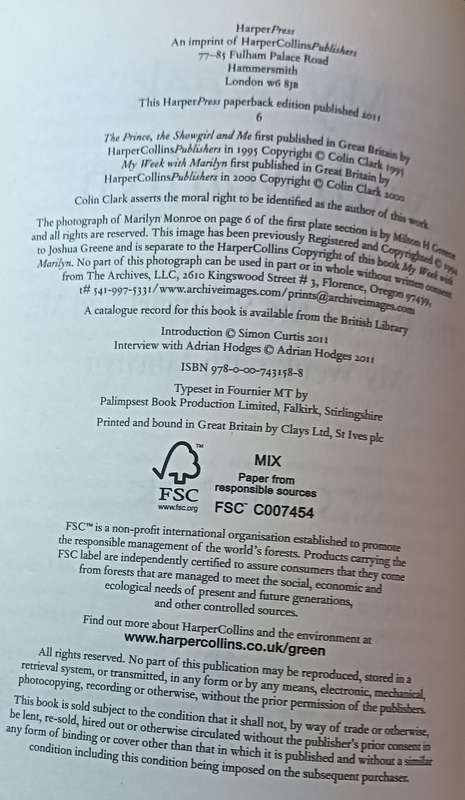 HarperPress
An imprint of HarperCollinsPublishers
77–85 Fulham Palace Road
Hammersmith
London W6 8JB
This HarperPress paperback edition published 2011
6
The Prince, the Showgirl and Me first published in Great Britain by
HarperCollinsPublishers in 1995 Copyright © Colin Clark 1995
My Week with Marilyn first published in Great Britain by
HarperCollinsPublishers in 2000 Copyright © Colin Clark 2000
Colin Clark asserts the moral right to be identified as the author of this work
The photograph of Marilyn Monroe on page 6 of the first plate section is by Milton H Greene
and all rights are reserved. This image has been previously Registered and Copyrighted © 1994
to Joshua Greene and is separate to the HarperCollins Copyright of this book My Week with
Marilyn. No part of this photograph can be used in part or in whole without written consent
from The Archives, LLC, 2610 Kingswood Street # 3, Florence, Oregon 97439,
t# 541-997-5331/www.archiveimages.com/prints@archiveimages.com
A catalogue record for this book is available from the British Library
Introduction © Simon Curtis 2011
Interview with Adrian Hodges © Adrian Hodges 2011
ISBN 978-0-00-743158-8
Typeset in Fournier MT by
Palimpsest Book Production Limited, Falkirk, Stirlingshire
Printed and bound in Great Britain by Clays Ltd, St Ives plc
FSC
www.fsc.org
MIX
Paper from
responsible sources
FSC™ C007454
FSC™ is a non-profit international organisation established to promote
the responsible management of the world's forests. Products carrying the
FSC label are independently certified to assure consumers that they come
from forests that are managed to meet the social, economic and
ecological needs of present and future generations,
and other controlled sources.
Find out more about HarperCollins and the environment at
www.harpercollins.co.uk/green
All rights reserved. No part of this publication may be reproduced, stored in a
retrieval system, or transmitted, in any form or by any means, electronic, mechanical,
photocopying, recording or otherwise, without the prior permission of the publishers.
This book is sold subject to the condition that it shall not, by way of trade or otherwise,
be lent, re-sold, hired out or otherwise circulated without the publisher's prior consent in
any form of binding or cover other than that in which it is published and without a similar
condition including this condition being imposed on the subsequent purchaser.